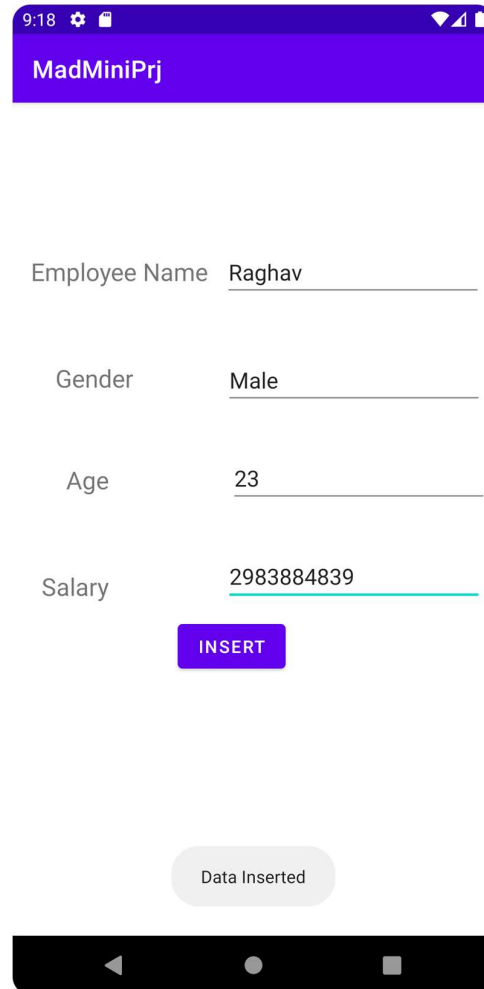 9:18
MadMiniPrj
Employee Name Raghav
Gender Male
Age 23
Salary 2983884839
INSERT
Data Inserted